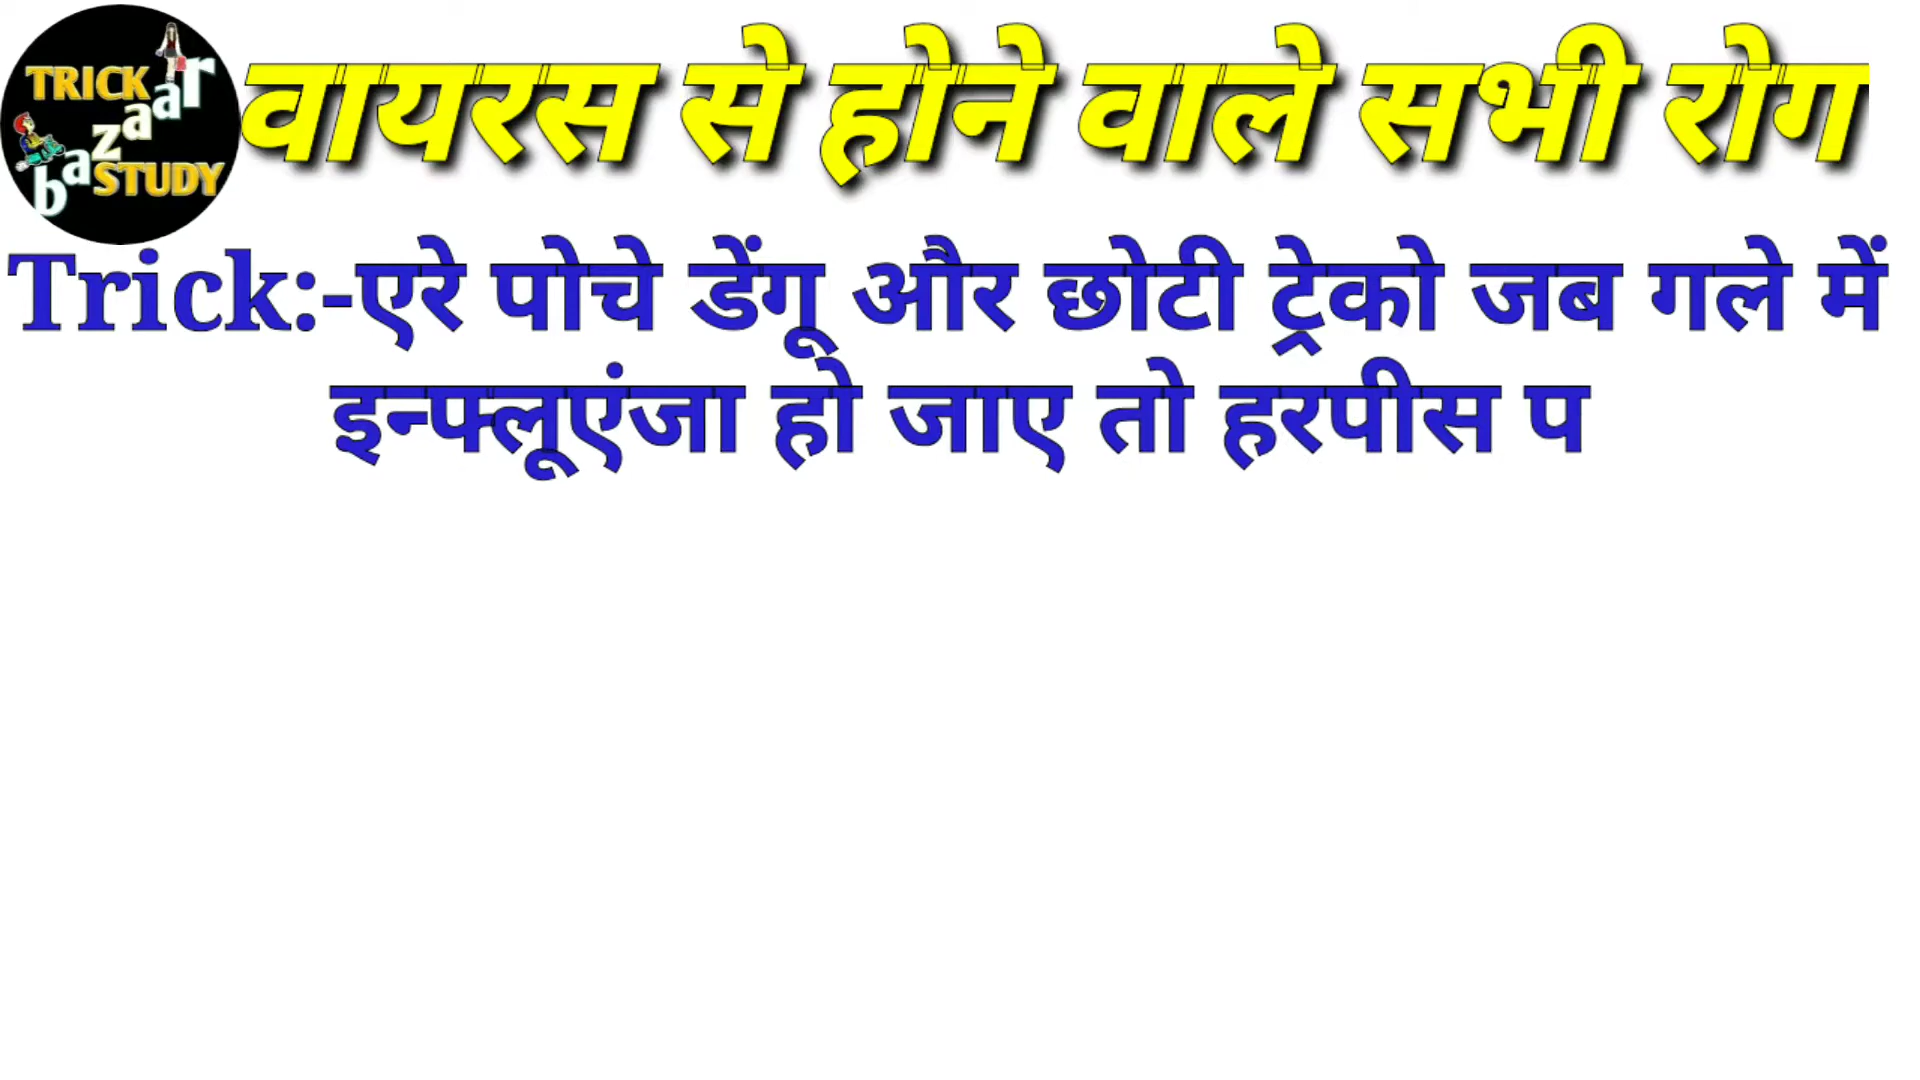 TRICK bazaar STUDY
वायरस से होने वाले सभी रोग
Trick:-एरे पोचे डेंगू और छोटी ट्रेको जब गले में
इन्फ्लूएंजा हो जाए तो हरपीस प